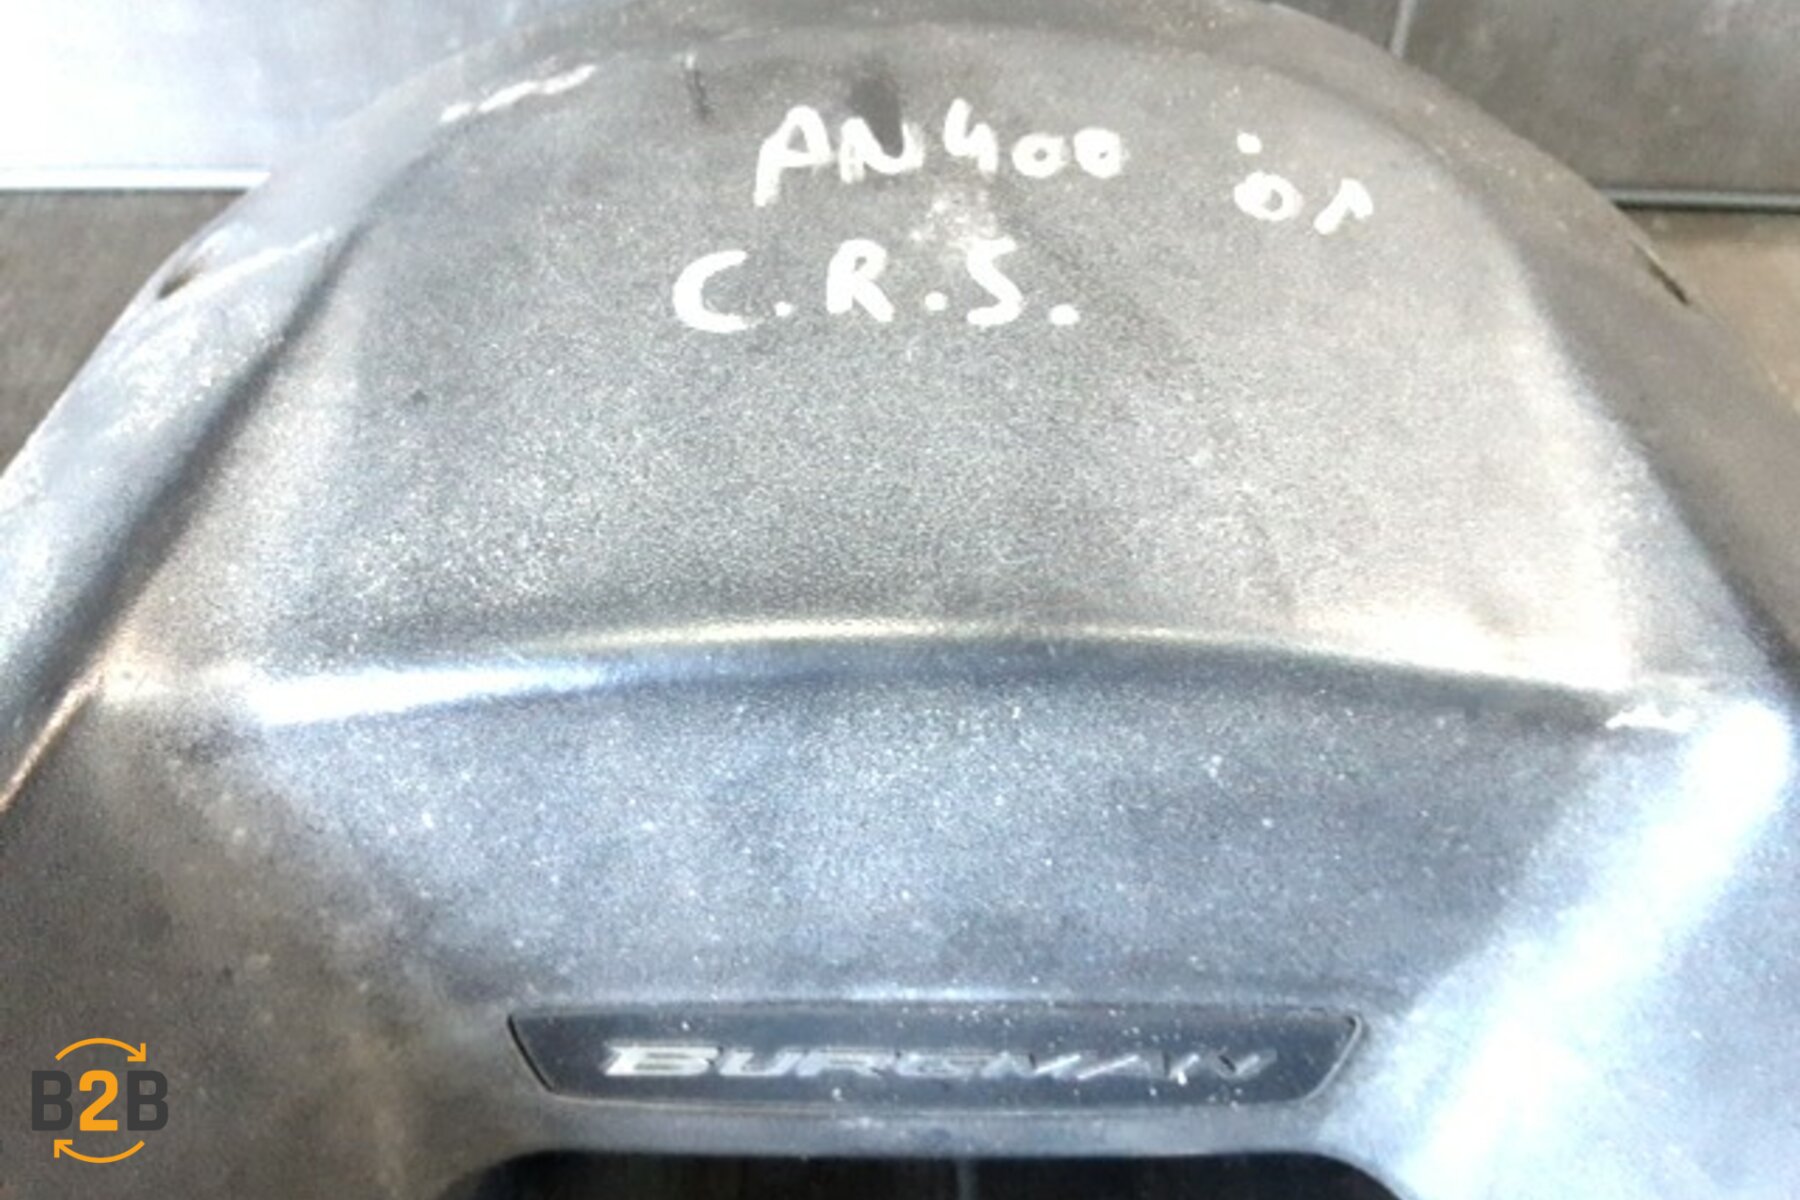 AN400 '01
C.R.S.
BURGMAN
B2B